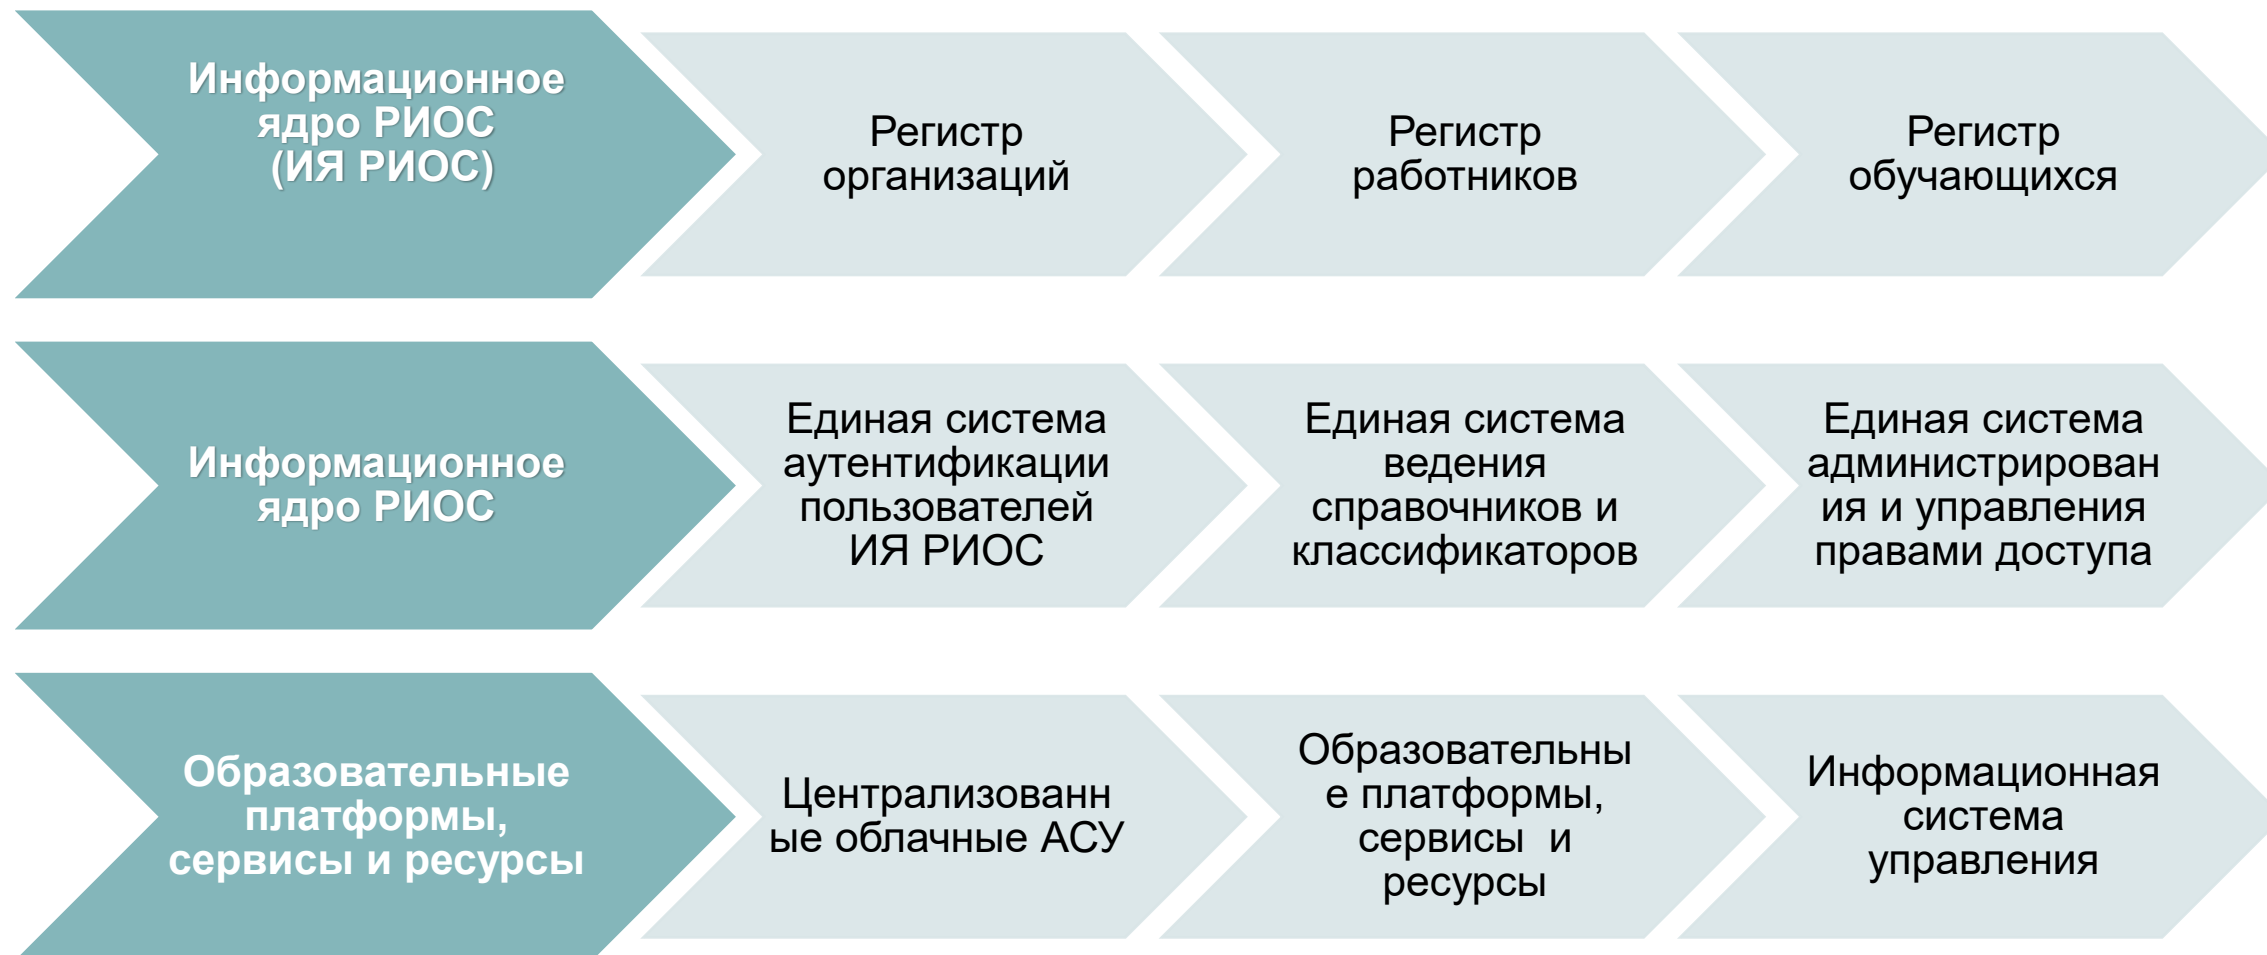 Информационное
ядро РИОС
(ИЯ РИОС)
Регистр
организаций
Регистр
работников
Регистр
обучающихся
Информационное
ядро РИОС
Единая система
аутентификации
пользователей
ИЯ РИОС
Единая система
ведения
справочников и
классификаторов
Единая система
администрирован
ия и управления
правами доступа
Образовательные
платформы,
сервисы и ресурсы
Централизованн
ые облачные АСУ
Образовательны
е платформы,
сервисы и
ресурсы
Информационная
система
управления